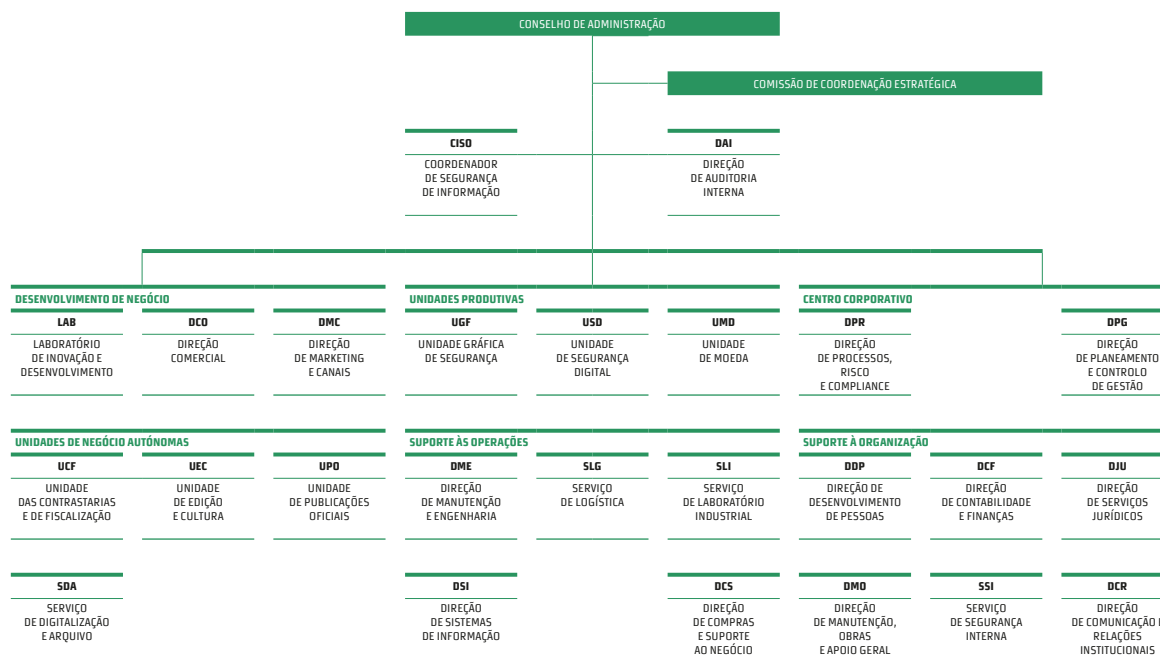 CONSELHO DE ADMINISTRAÇÃO
COMISSÃO DE COORDENAÇÃO ESTRATÉGICA
CISO
COORDENADOR
DE SEGURANÇA
DE INFORMAÇÃO
DAI
DIREÇÃO
DE AUDITORIA
INTERNA
DESENVOLVIMENTO DE NEGÓCIO
LAB
LABORATÓRIO
DE INOVAÇÃO E
DESENVOLVIMENTO
DCO
DIREÇÃO
COMERCIAL
DMC
DIREÇÃO
DE MARKETING
E CANAIS
UNIDADES PRODUTIVAS
UGF
UNIDADE GRÁFICA
DE SEGURANÇA
USD
UNIDADE
DE SEGURANÇA
DIGITAL
UMD
UNIDADE
DE MOEDA
CENTRO CORPORATIVO
DPR
DIREÇÃO
DE PROCESSOS,
RISCO
E COMPLIANCE
DPG
DIREÇÃO
DE PLANEAMENTO
E CONTROLO
DE GESTÃO
UNIDADES DE NEGÓCIO AUTÓNOMAS
UCF
UNIDADE
DAS CONTRASTARIAS
E DE FISCALIZAÇÃO
UEC
UNIDADE
DE EDIÇÃO
E CULTURA
UPO
UNIDADE
DE PUBLICAÇÕES
OFICIAIS
SUPORTE ÀS OPERAÇÕES
DME
DIREÇÃO
DE MANUTENÇÃO
E ENGENHARIA
SLG
SERVIÇO
DE LOGÍSTICA
SLI
SERVIÇO
DE LABORATÓRIO
INDUSTRIAL
SUPORTE À ORGANIZAÇÃO
DDP
DIREÇÃO DE
DESENVOLVIMENTO
DE PESSOAS
DCF
DIREÇÃO
DE CONTABILIDADE
E FINANÇAS
DJU
DIREÇÃO
DE SERVIÇOS
JURÍDICOS
SDA
SERVIÇO
DE DIGITALIZAÇÃO
E ARQUIVO
DSI
DIREÇÃO
DE SISTEMAS
DE INFORMAÇÃO
DCS
DIREÇÃO
DE COMPRAS
E SUPORTE
AO NEGÓCIO
DMO
DIREÇÃO
DE MANUTENÇÃO,
OBRAS
E APOIO GERAL
SSI
SERVIÇO
DE SEGURANÇA
INTERNA
DCR
DIREÇÃO
DE COMUNICAÇÃO
RELAÇÕES
INSTITUCIONAIS